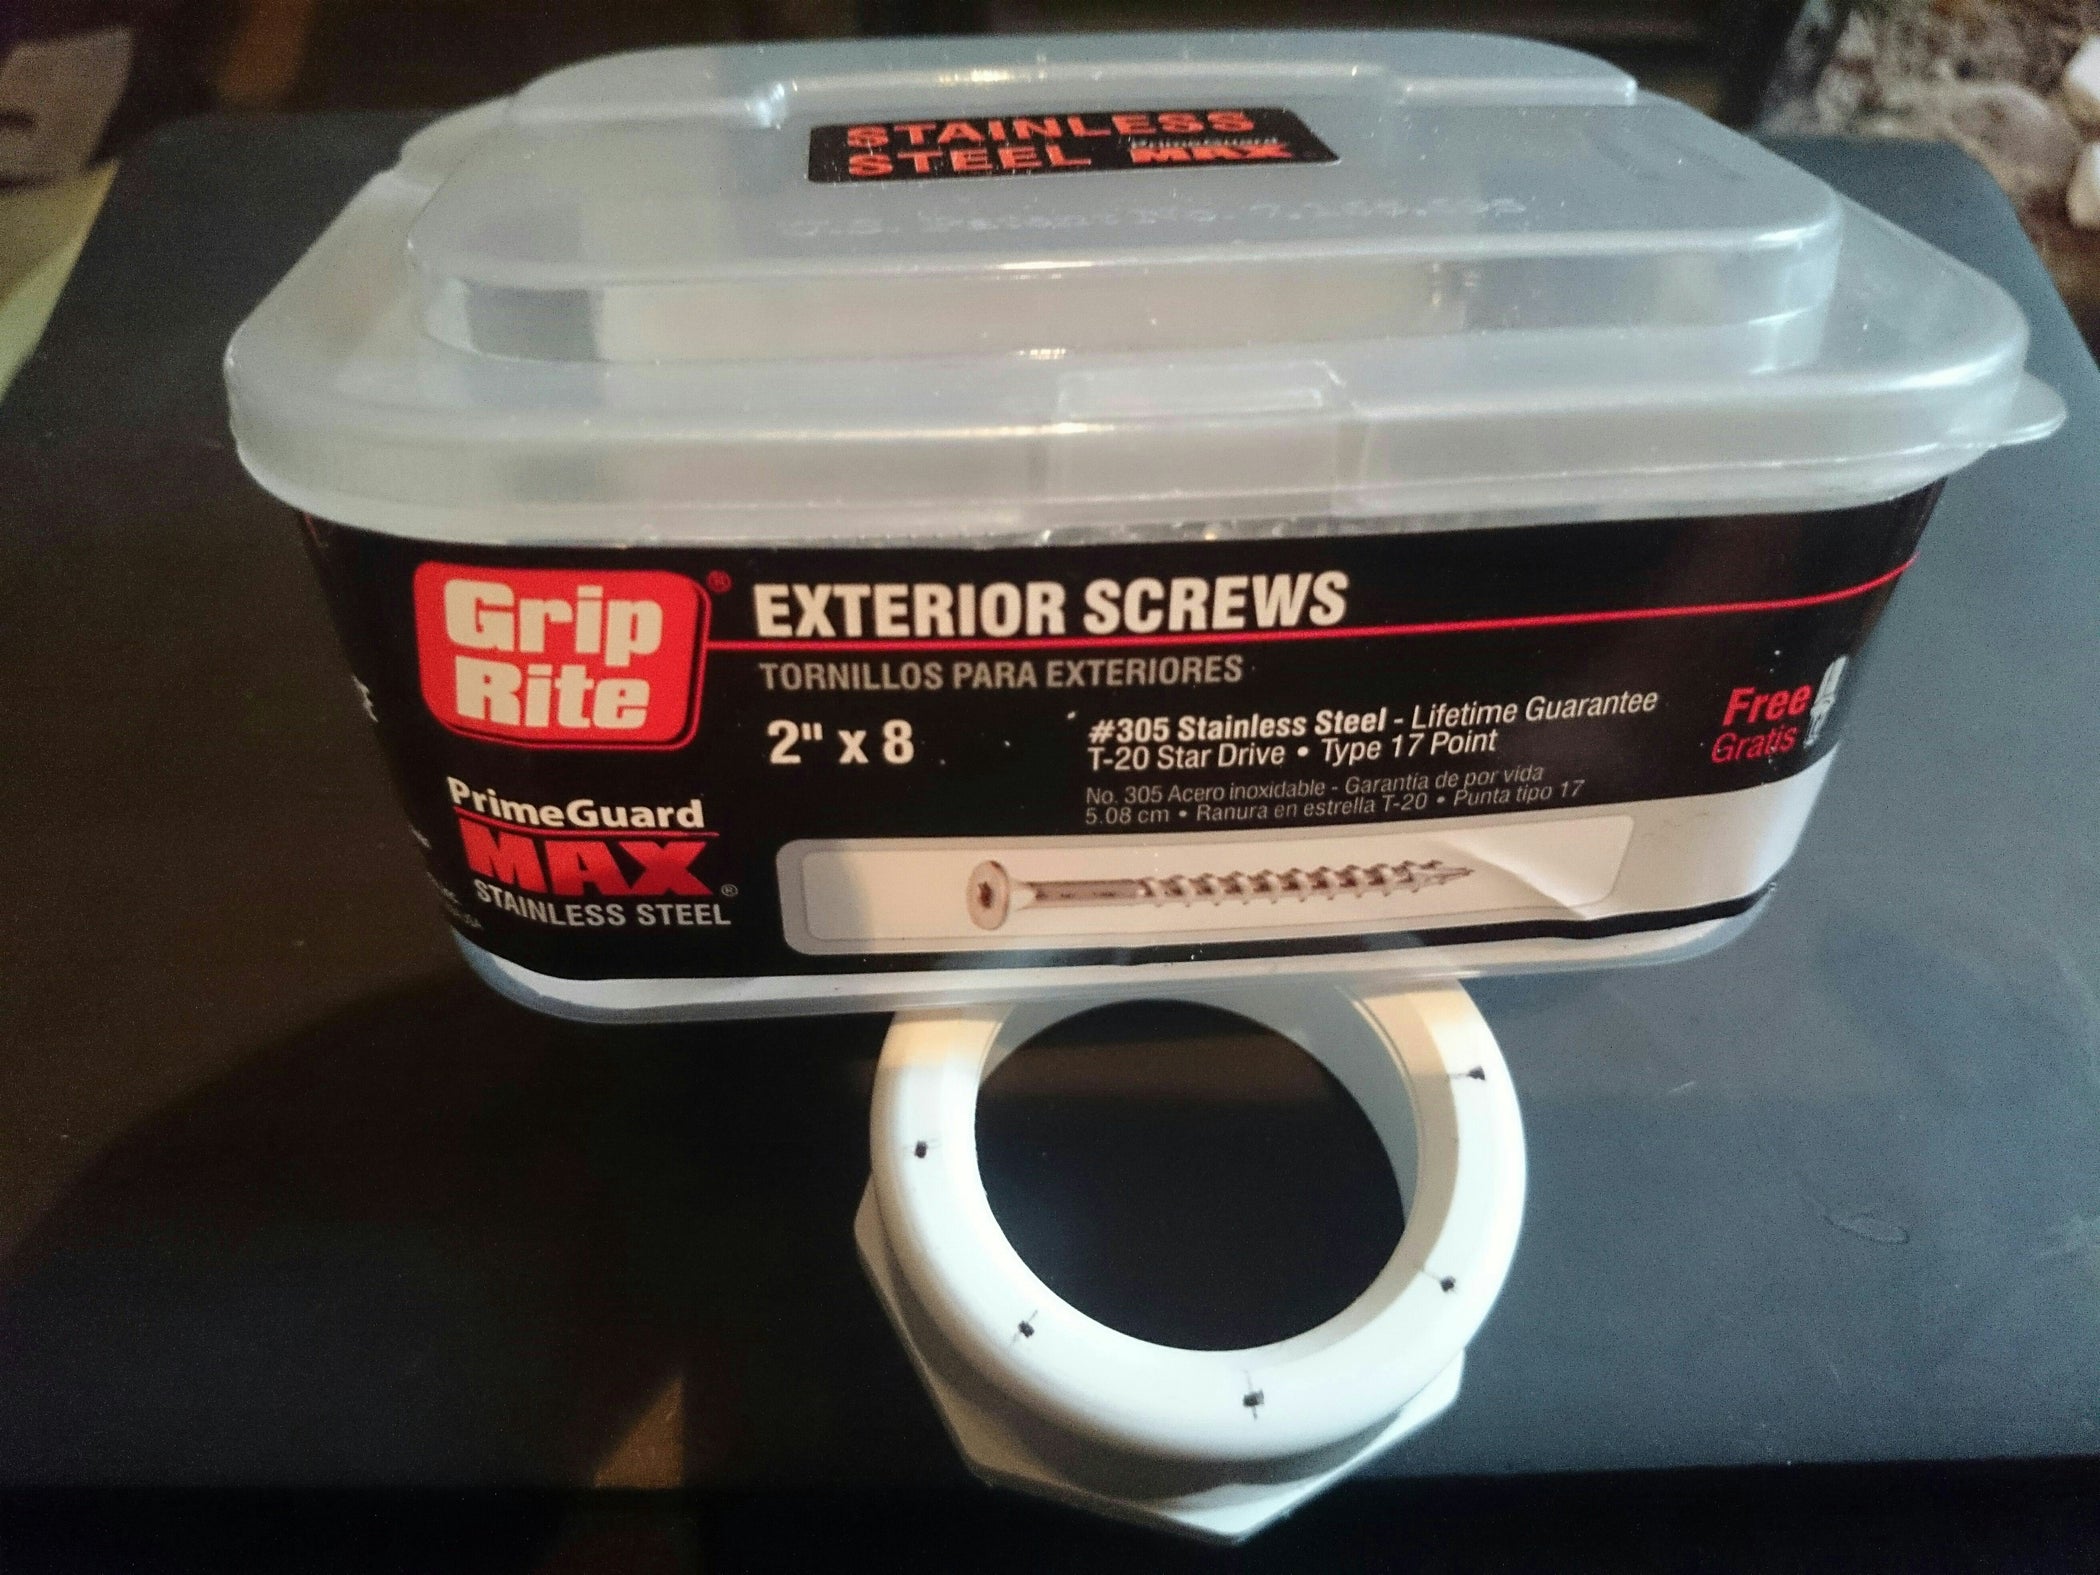 STAINLESS
STEEL PrimeGuard MAX
Grip
Rite
®
EXTERIOR SCREWS
TORNILLOS PARA EXTERIORES
2" x 8
#305 Stainless Steel - Lifetime Guarantee
T-20 Star Drive • Type 17 Point
No. 305 Acero inoxidable - Garantía de por vida
5.08 cm • Ranura en estrella T-20 • Punta tipo 17
Free
Gratis
PrimeGuard
MAX®
STAINLESS STEEL